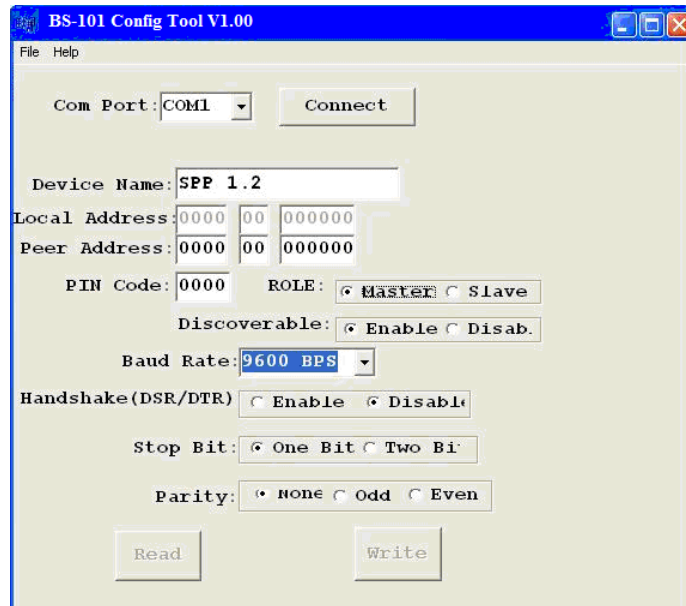 BS-101 Config Tool V1.00
File Help
Com Port: COM1 Connect
Device Name: SPP 1.2
Local Address: 0000 00 000000
Peer Address: 0000 00 000000
PIN Code: 0000 ROLE: Master Slave
Discoverable: Enable Disab.
Baud Rate: 9600 BPS
Handshake(DSR/DTR) Enable Disable
Stop Bit: One Bit Two Bi
Parity: None Odd Even
Read Write